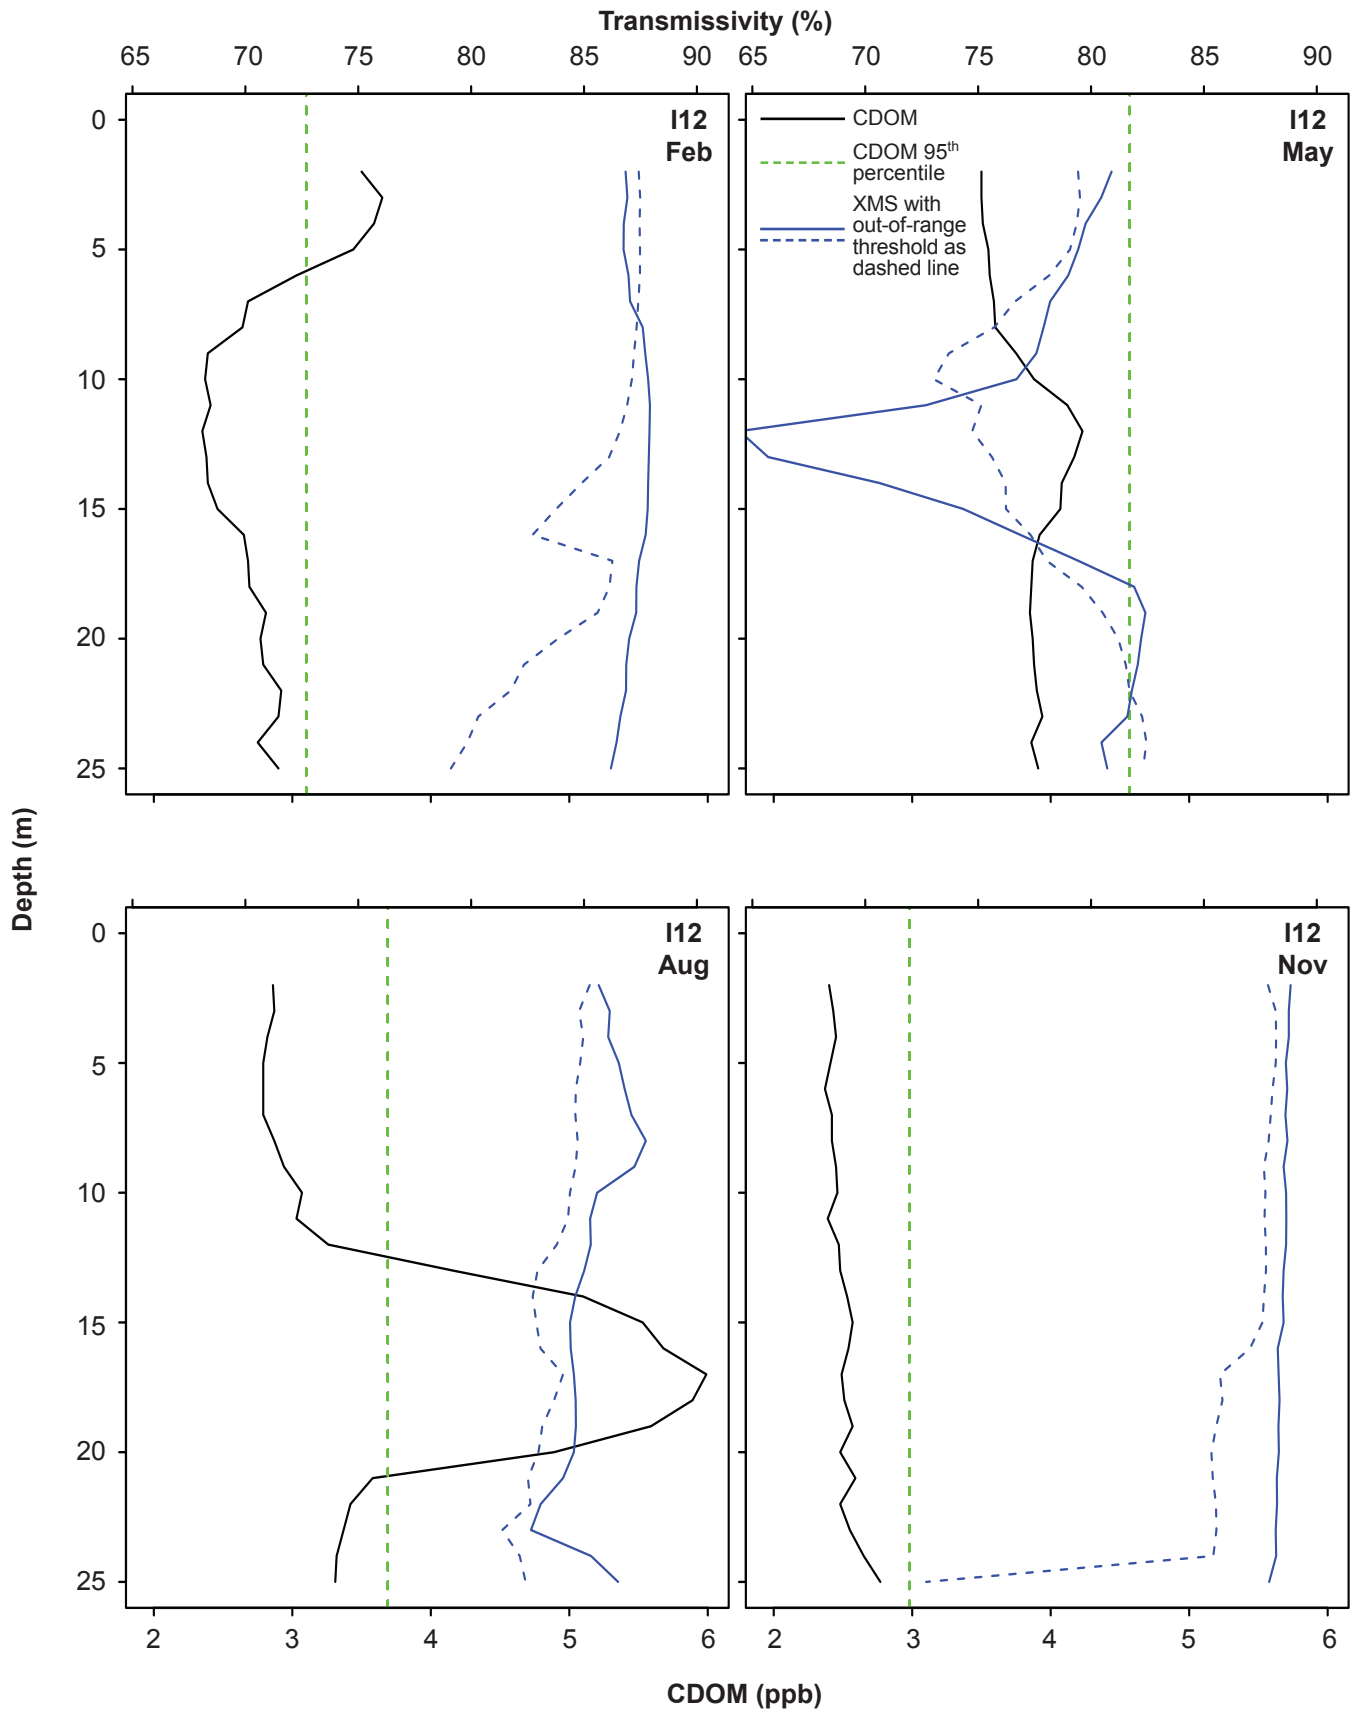 Transmissivity (%)
65 70 75 80 85 90 65 70 75 80 85 90
I12
Feb
CDOM
CDOM 95th
percentile
XMS with
out-of-range
threshold as
dashed line
I12
May
0
5
10
15
20
25
Depth (m)
I12
Aug
I12
Nov
0
5
10
15
20
25
2 3 4 5 6 2 3 4 5 6
CDOM (ppb)